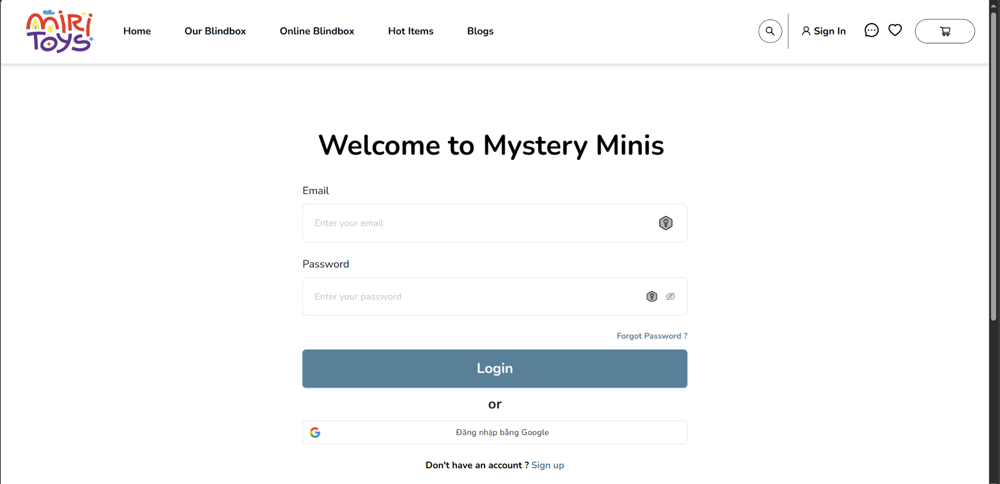 MiRi
Toys
Home
Our Blindbox
Online Blindbox
Hot Items
Blogs
Sign In
Welcome to Mystery Minis
Email
Enter your email
Password
Enter your password
Forgot Password ?
Login
or
Đăng nhập bằng Google
Don't have an account ? Sign up